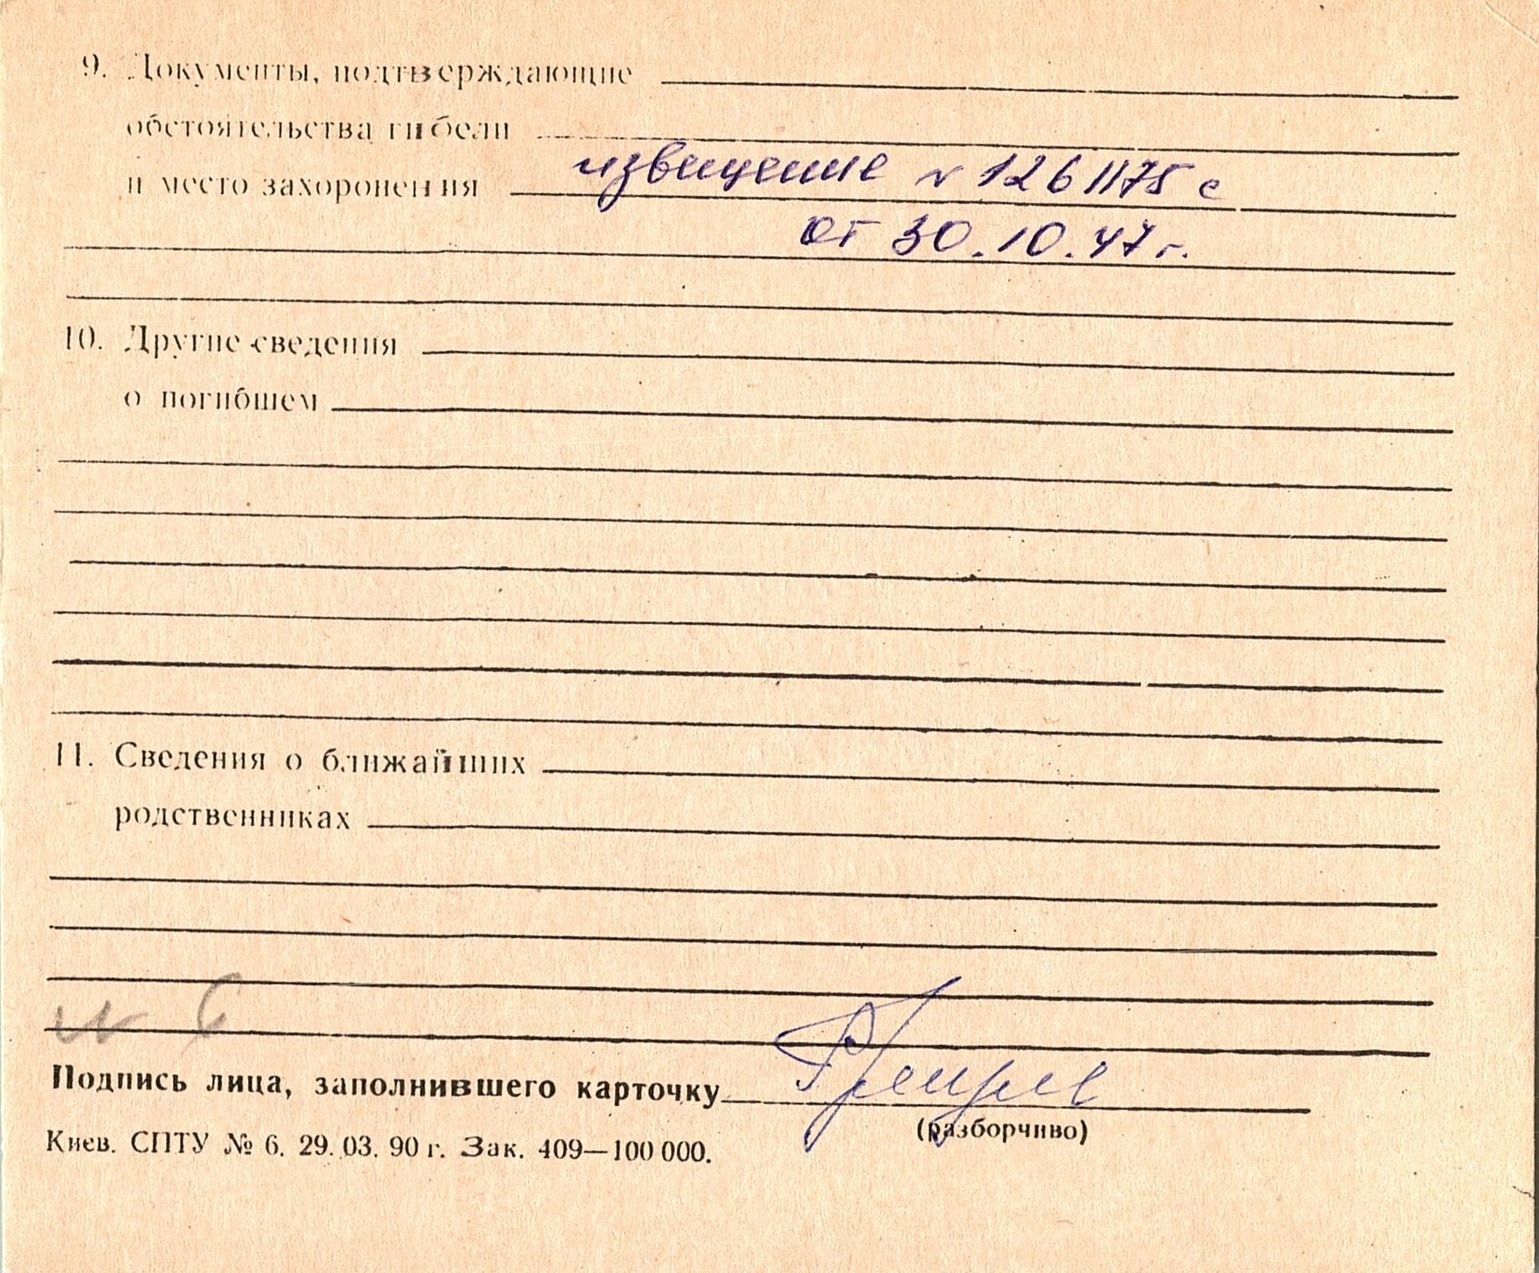 9. Документы, подтверждающие
обстоятельства гибели
и место захоронения извещение N 1261175 с
от 30.10.47 г.
10. Другие сведения
о погибшем
11. Сведения о ближайших
родственниках
Подпись лица, заполнившего карточку
(разборчиво)
Киев. СПТУ № 6. 29. 03. 90 г. Зак. 409—100 000.